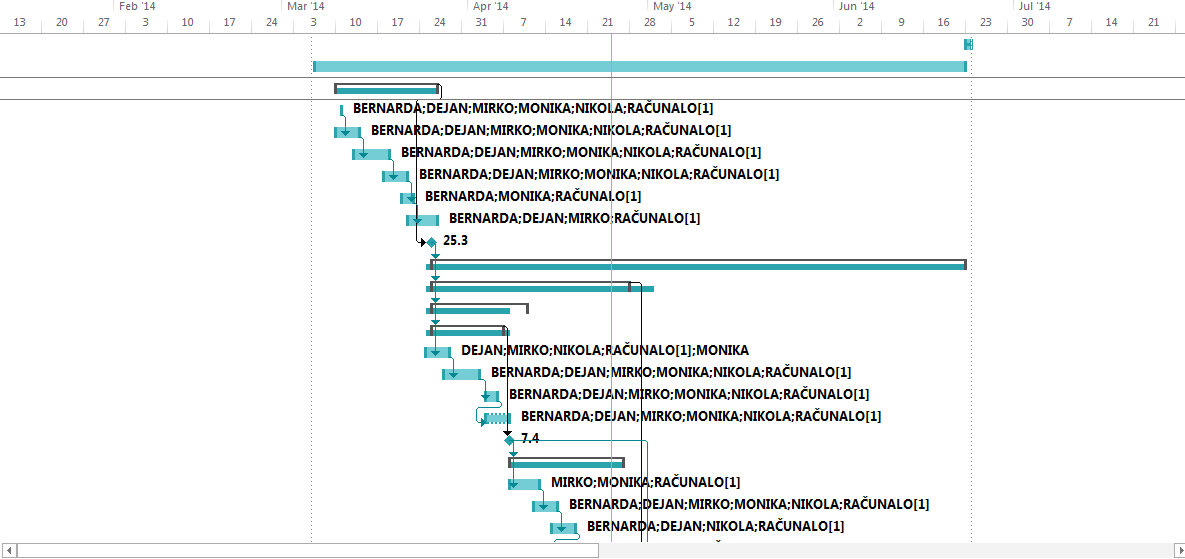 Feb '14 Mar '14 Apr '14 May '14 Jun '14 Jul '14
13 20 27 3 10 17 24 3 10 17 24 31 7 14 21 28 5 12 19 26 2 9 16 23 30 7 14 21
BERNARDA;DEJAN;MIRKO;MONIKA;NIKOLA;RAČUNALO[1]
BERNARDA;DEJAN;MIRKO;MONIKA;NIKOLA;RAČUNALO[1]
BERNARDA;DEJAN;MIRKO;MONIKA;NIKOLA;RAČUNALO[1]
BERNARDA;DEJAN;MIRKO;MONIKA;NIKOLA;RAČUNALO[1]
BERNARDA;MONIKA;RAČUNALO[1]
BERNARDA;DEJAN;MIRKO;RAČUNALO[1]
25.3
DEJAN;MIRKO;NIKOLA;RAČUNALO[1];MONIKA
BERNARDA;DEJAN;MIRKO;MONIKA;NIKOLA;RAČUNALO[1]
BERNARDA;DEJAN;MIRKO;MONIKA;NIKOLA;RAČUNALO[1]
BERNARDA;DEJAN;MIRKO;MONIKA;NIKOLA;RAČUNALO[1]
7.4
MIRKO;MONIKA;RAČUNALO[1]
BERNARDA;DEJAN;MIRKO;MONIKA;NIKOLA;RAČUNALO[1]
BERNARDA;DEJAN;NIKOLA;RAČUNALO[1]